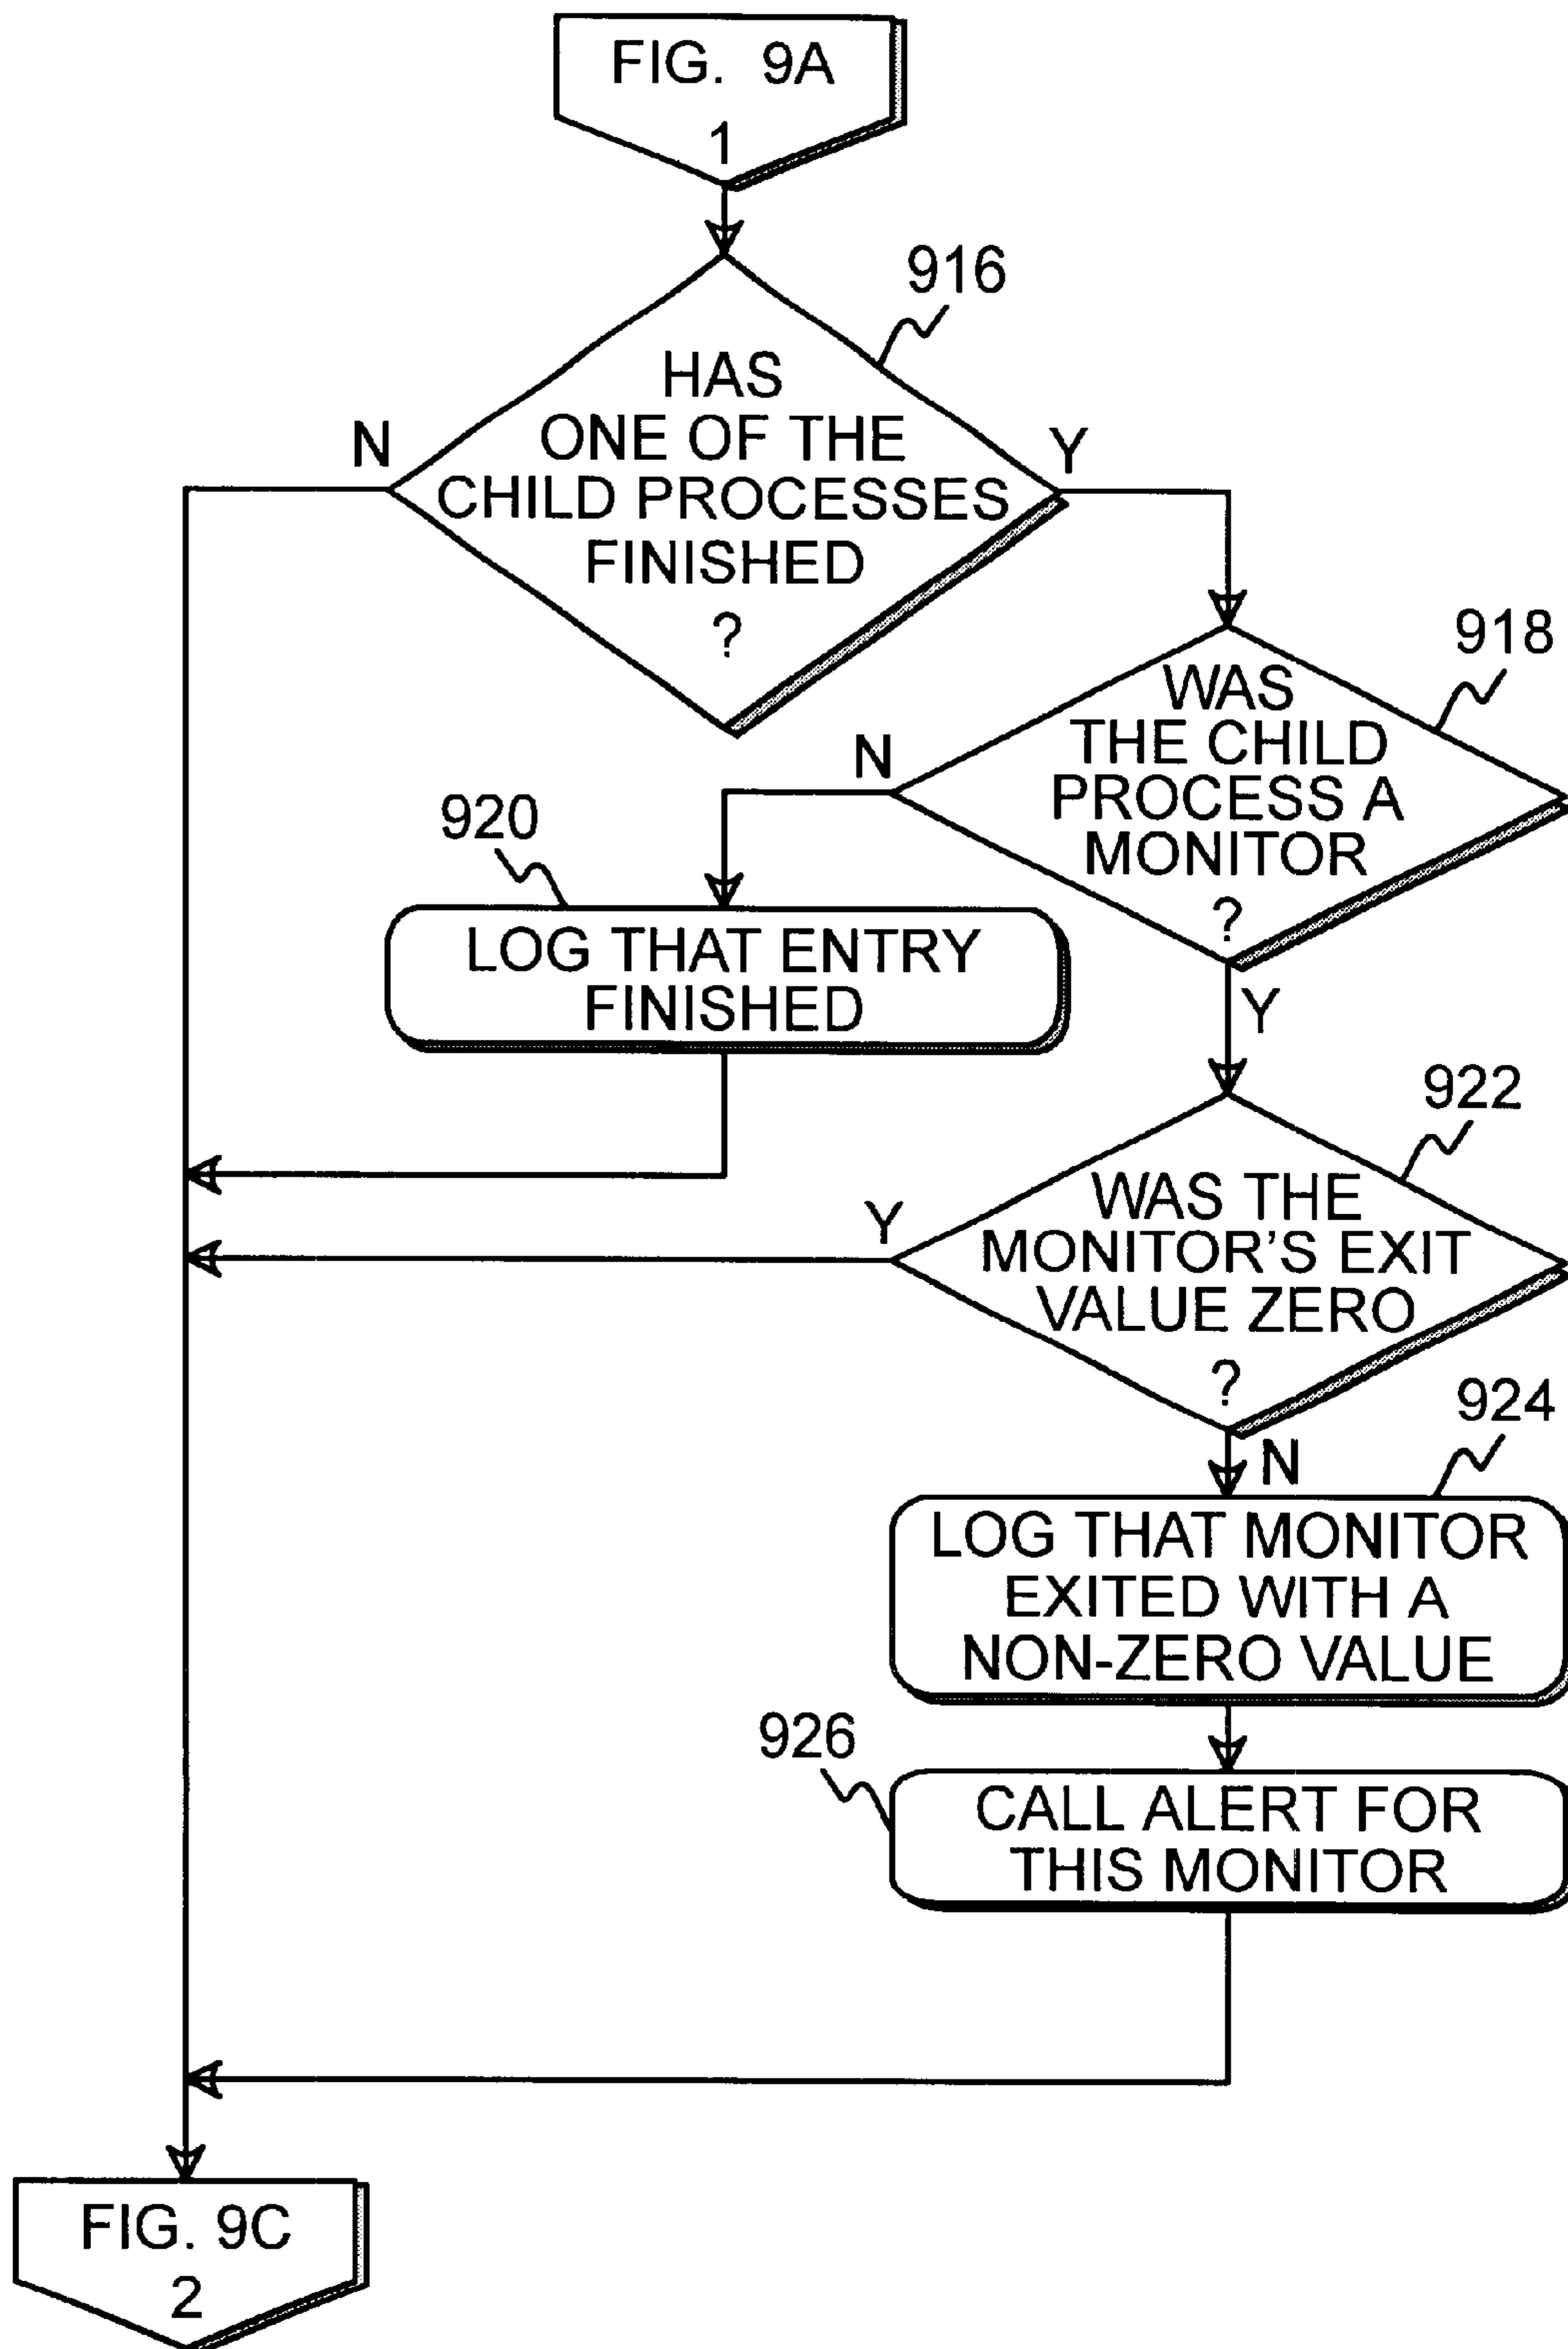 FIG. 9A
1
916
HAS
ONE OF THE
CHILD PROCESSES
FINISHED
?
N
Y
918
WAS
THE CHILD
PROCESS A
MONITOR
?
N
Y
920
LOG THAT ENTRY
FINISHED
922
WAS THE
MONITOR'S EXIT
VALUE ZERO
?
Y
N
924
LOG THAT MONITOR
EXITED WITH A
NON-ZERO VALUE
926
CALL ALERT FOR
THIS MONITOR
FIG. 9C
2